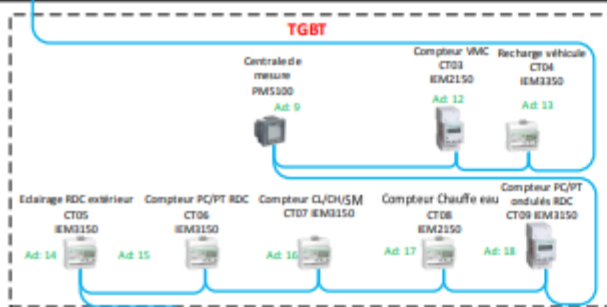 TGBT
Centrale de
mesure
PM5100
Ad: 9
Compteur VMC
CT03
IEM2150
Ad: 12
Recharge véhicule
CT04
IEM3350
Ad: 13
Eclairage RDC extérieur
CT05
IEM3150
Ad: 14
Compteur PC/PT RDC
CT06
IEM3150
Ad: 15
Compteur CL/CH/SM
CT07 IEM3150
Ad: 16
Compteur Chauffe eau
CT08
IEM2150
Ad: 17
Compteur PC/PT
ondulés RDC
CT09 IEM3150
Ad: 18